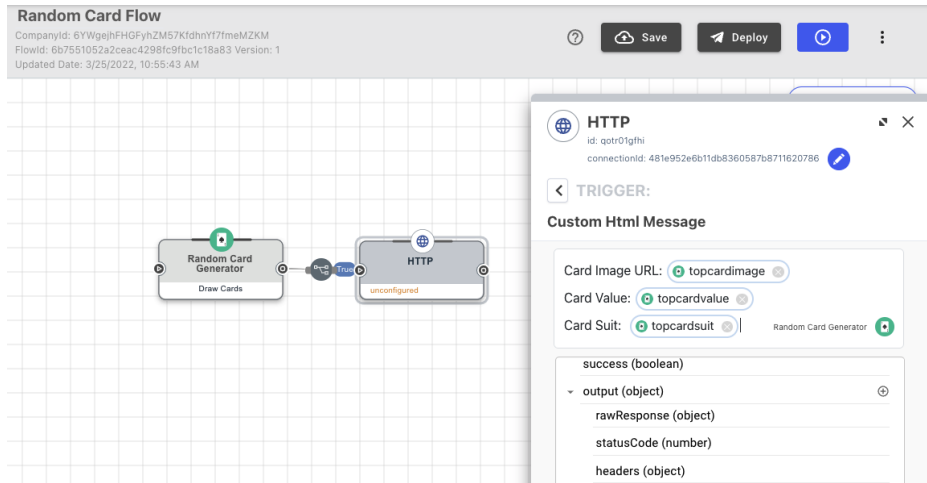 Random Card Flow
CompanyId: 6YWgejhFHGFyhZM57KfdhnYf7fmeMZKM
FlowId: 6b7551052a2ceac4298fc9fbc1c18a83 Version: 1
Updated Date: 3/25/2022, 10:55:43 AM
Save
Deploy
HTTP
id: qotr01gfhi
connectionId: 481e952e6b11db8360587b8711620786
TRIGGER:
Custom Html Message
Card Image URL: topcardimage
Card Value: topcardvalue
Card Suit: topcardsuit
Random Card Generator
success (boolean)
output (object)
rawResponse (object)
statusCode (number)
headers (object)
Random Card
Generator
Draw Cards
True
HTTP
unconfigured